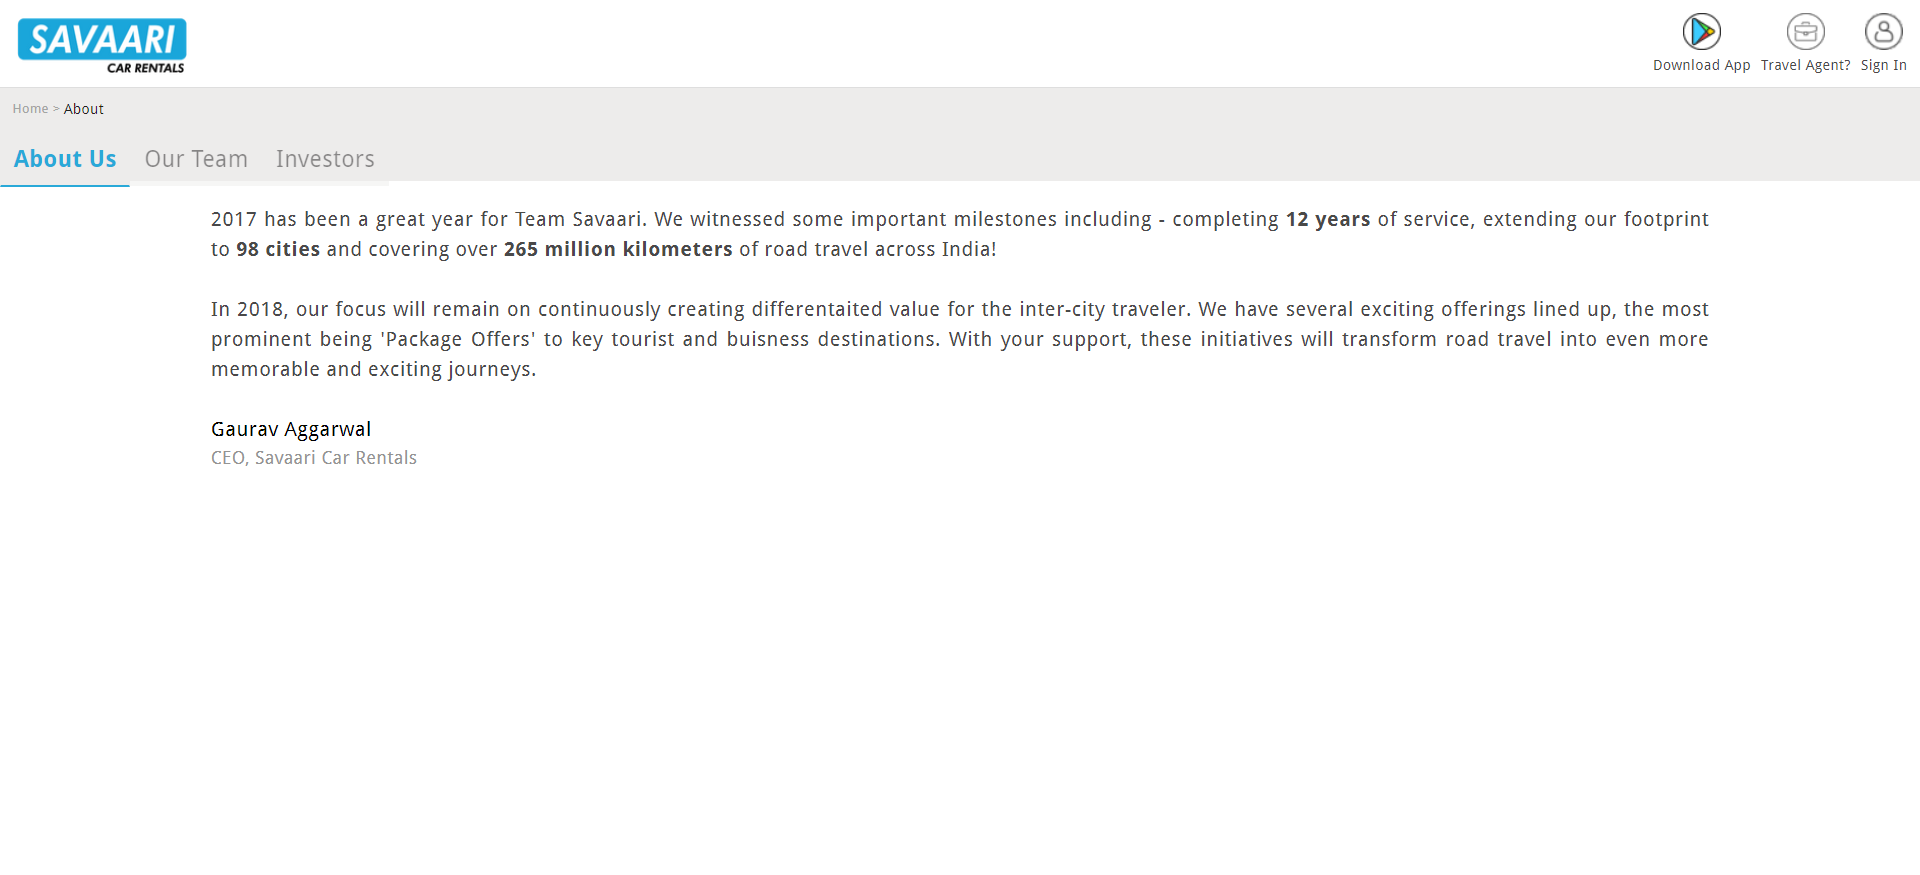 SAVAARI
CAR RENTALS
Download App
Travel Agent?
Sign In
Home > About
About Us
Our Team
Investors
2017 has been a great year for Team Savaari. We witnessed some important milestones including - completing 12 years of service, extending our footprint
to 98 cities and covering over 265 million kilometers of road travel across India!
In 2018, our focus will remain on continuously creating differentaited value for the inter-city traveler. We have several exciting offerings lined up, the most
prominent being 'Package Offers' to key tourist and buisness destinations. With your support, these initiatives will transform road travel into even more
memorable and exciting journeys.
Gaurav Aggarwal
CEO, Savaari Car Rentals